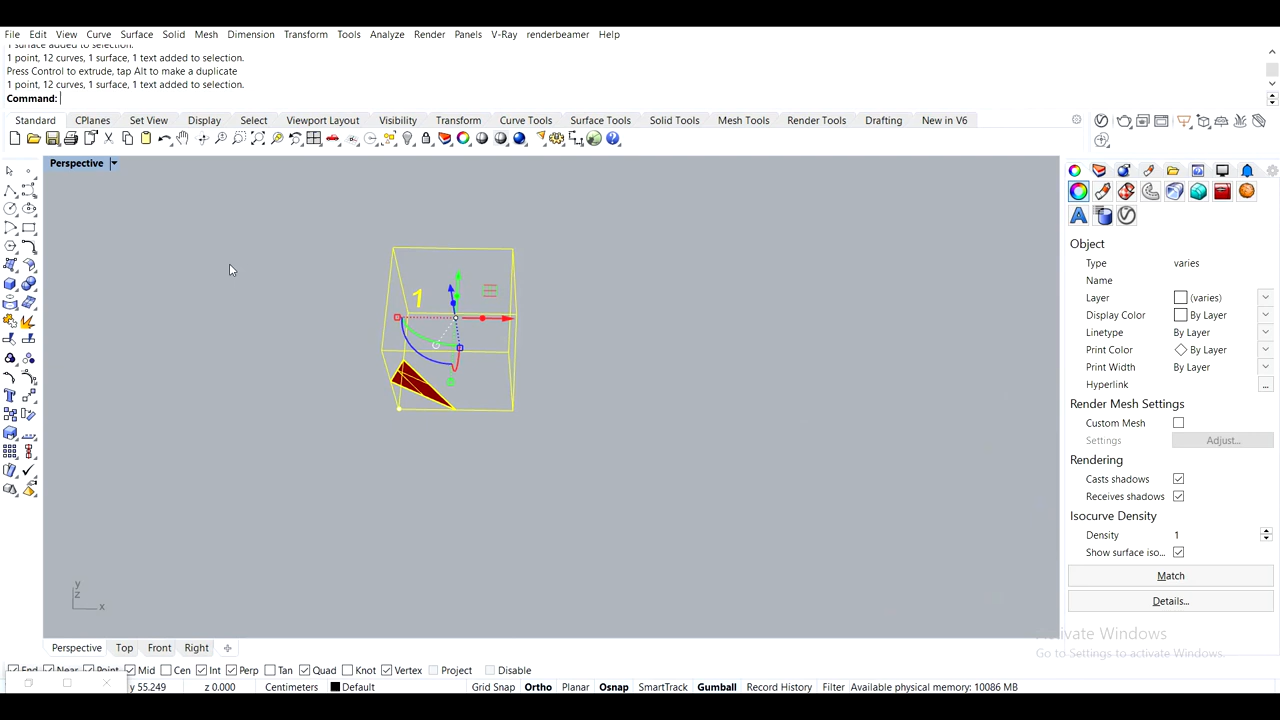 File Edit View Curve Surface Solid Mesh Dimension Transform Tools Analyze Render Panels V-Ray renderbeamer Help
1 surface added to selection.
1 point, 12 curves, 1 surface, 1 text added to selection.
Press Control to extrude, tap Alt to make a duplicate
1 point, 12 curves, 1 surface, 1 text added to selection.
Command:
Standard CPlanes Set View Display Select Viewport Layout Visibility Transform Curve Tools Surface Tools Solid Tools Mesh Tools Render Tools Drafting New in V6
Perspective
1
Object
Type varies
Name
Layer (varies)
Display Color By Layer
Linetype By Layer
Print Color By Layer
Print Width By Layer
Hyperlink ...
Render Mesh Settings
Custom Mesh
Settings Adjust...
Rendering
Casts shadows
Receives shadows
Isocurve Density
Density 1
Show surface iso...
Match
Details...
y
z
x
Activate Windows
Go to Settings to activate Windows.
Perspective Top Front Right
End Near Point Mid Cen Int Perp Tan Quad Knot Vertex Project Disable
y 55.249 z 0.000 Centimeters Default Grid Snap Ortho Planar Osnap SmartTrack Gumball Record History Filter Available physical memory: 10086 MB